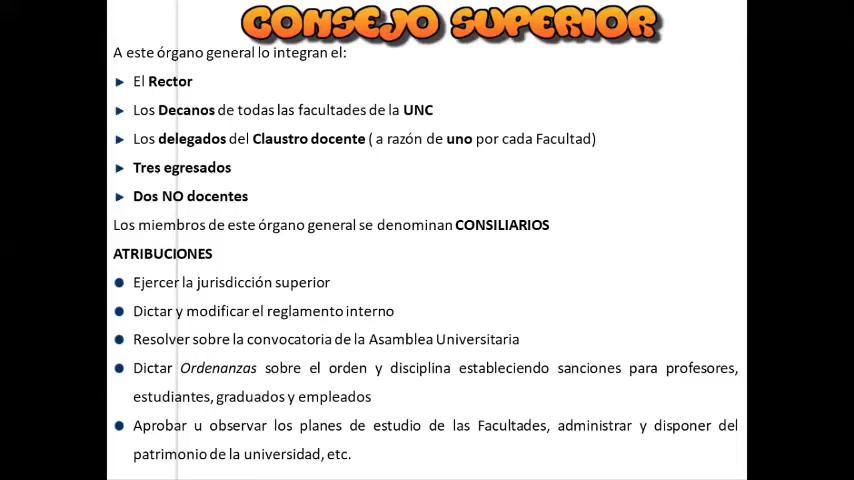 CONSEJO SUPERIOR
A este órgano general lo integran el:
El Rector
Los Decanos de todas las facultades de la UNC
Los delegados del Claustro docente ( a razón de uno por cada Facultad)
Tres egresados
Dos NO docentes
Los miembros de este órgano general se denominan CONSILIARIOS
ATRIBUCIONES
Ejercer la jurisdicción superior
Dictar y modificar el reglamento interno
Resolver sobre la convocatoria de la Asamblea Universitaria
Dictar Ordenanzas sobre el orden y disciplina estableciendo sanciones para profesores,
estudiantes, graduados y empleados
Aprobar u observar los planes de estudio de las Facultades, administrar y disponer del
patrimonio de la universidad, etc.